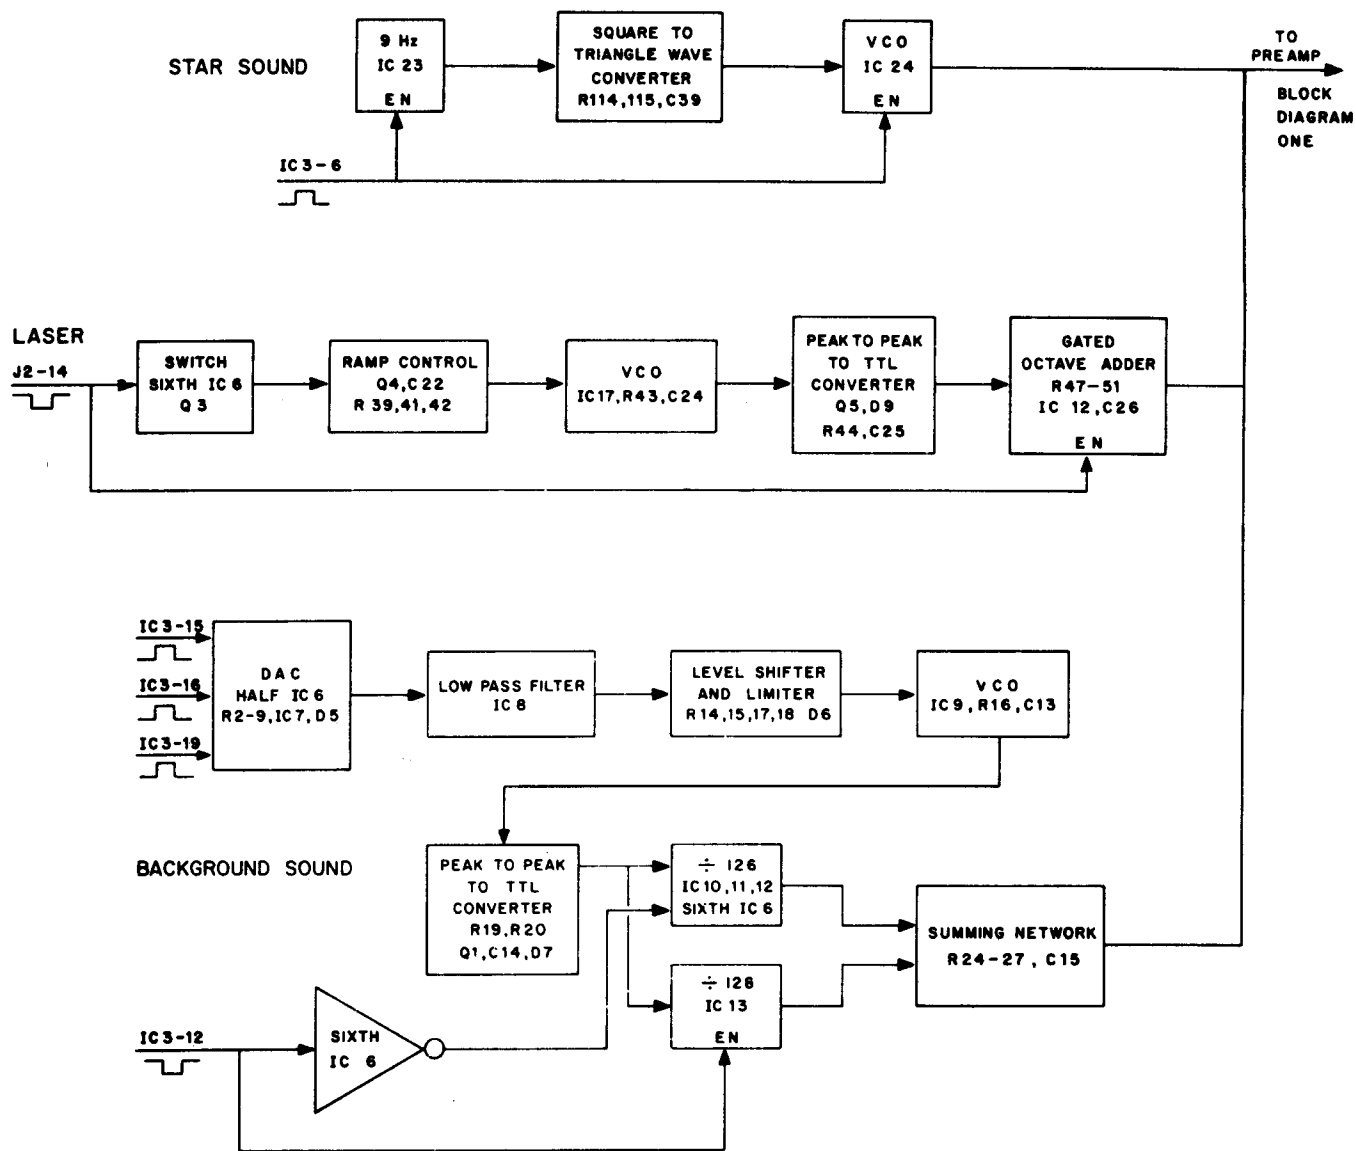 STAR SOUND
9 Hz
IC 23
EN
SQUARE TO
TRIANGLE WAVE
CONVERTER
R114,115,C39
VCO
IC 24
EN
TO
PREAMP
BLOCK
DIAGRAM
ONE
IC3-6
LASER
J2-14
SWITCH
SIXTH IC 6
Q3
RAMP CONTROL
Q4,C22
R 39,41,42
VCO
IC17,R43,C24
PEAK TO PEAK
TO TTL
CONVERTER
Q5,D9
R44,C25
GATED
OCTAVE ADDER
R47-51
IC 12,C26
EN
IC3-15
IC3-16
IC3-19
DAC
HALF IC 6
R2-9,IC7,D5
LOW PASS FILTER
IC 8
LEVEL SHIFTER
AND LIMITER
R14,15,17,18 D6
VCO
IC9,R16,C13
BACKGROUND SOUND
PEAK TO PEAK
TO TTL
CONVERTER
R19,R20
Q1,C14,D7
÷ 126
IC10,11,12
SIXTH IC 6
÷ 128
IC 13
EN
SUMMING NETWORK
R24-27, C15
IC3-12
SIXTH
IC 6